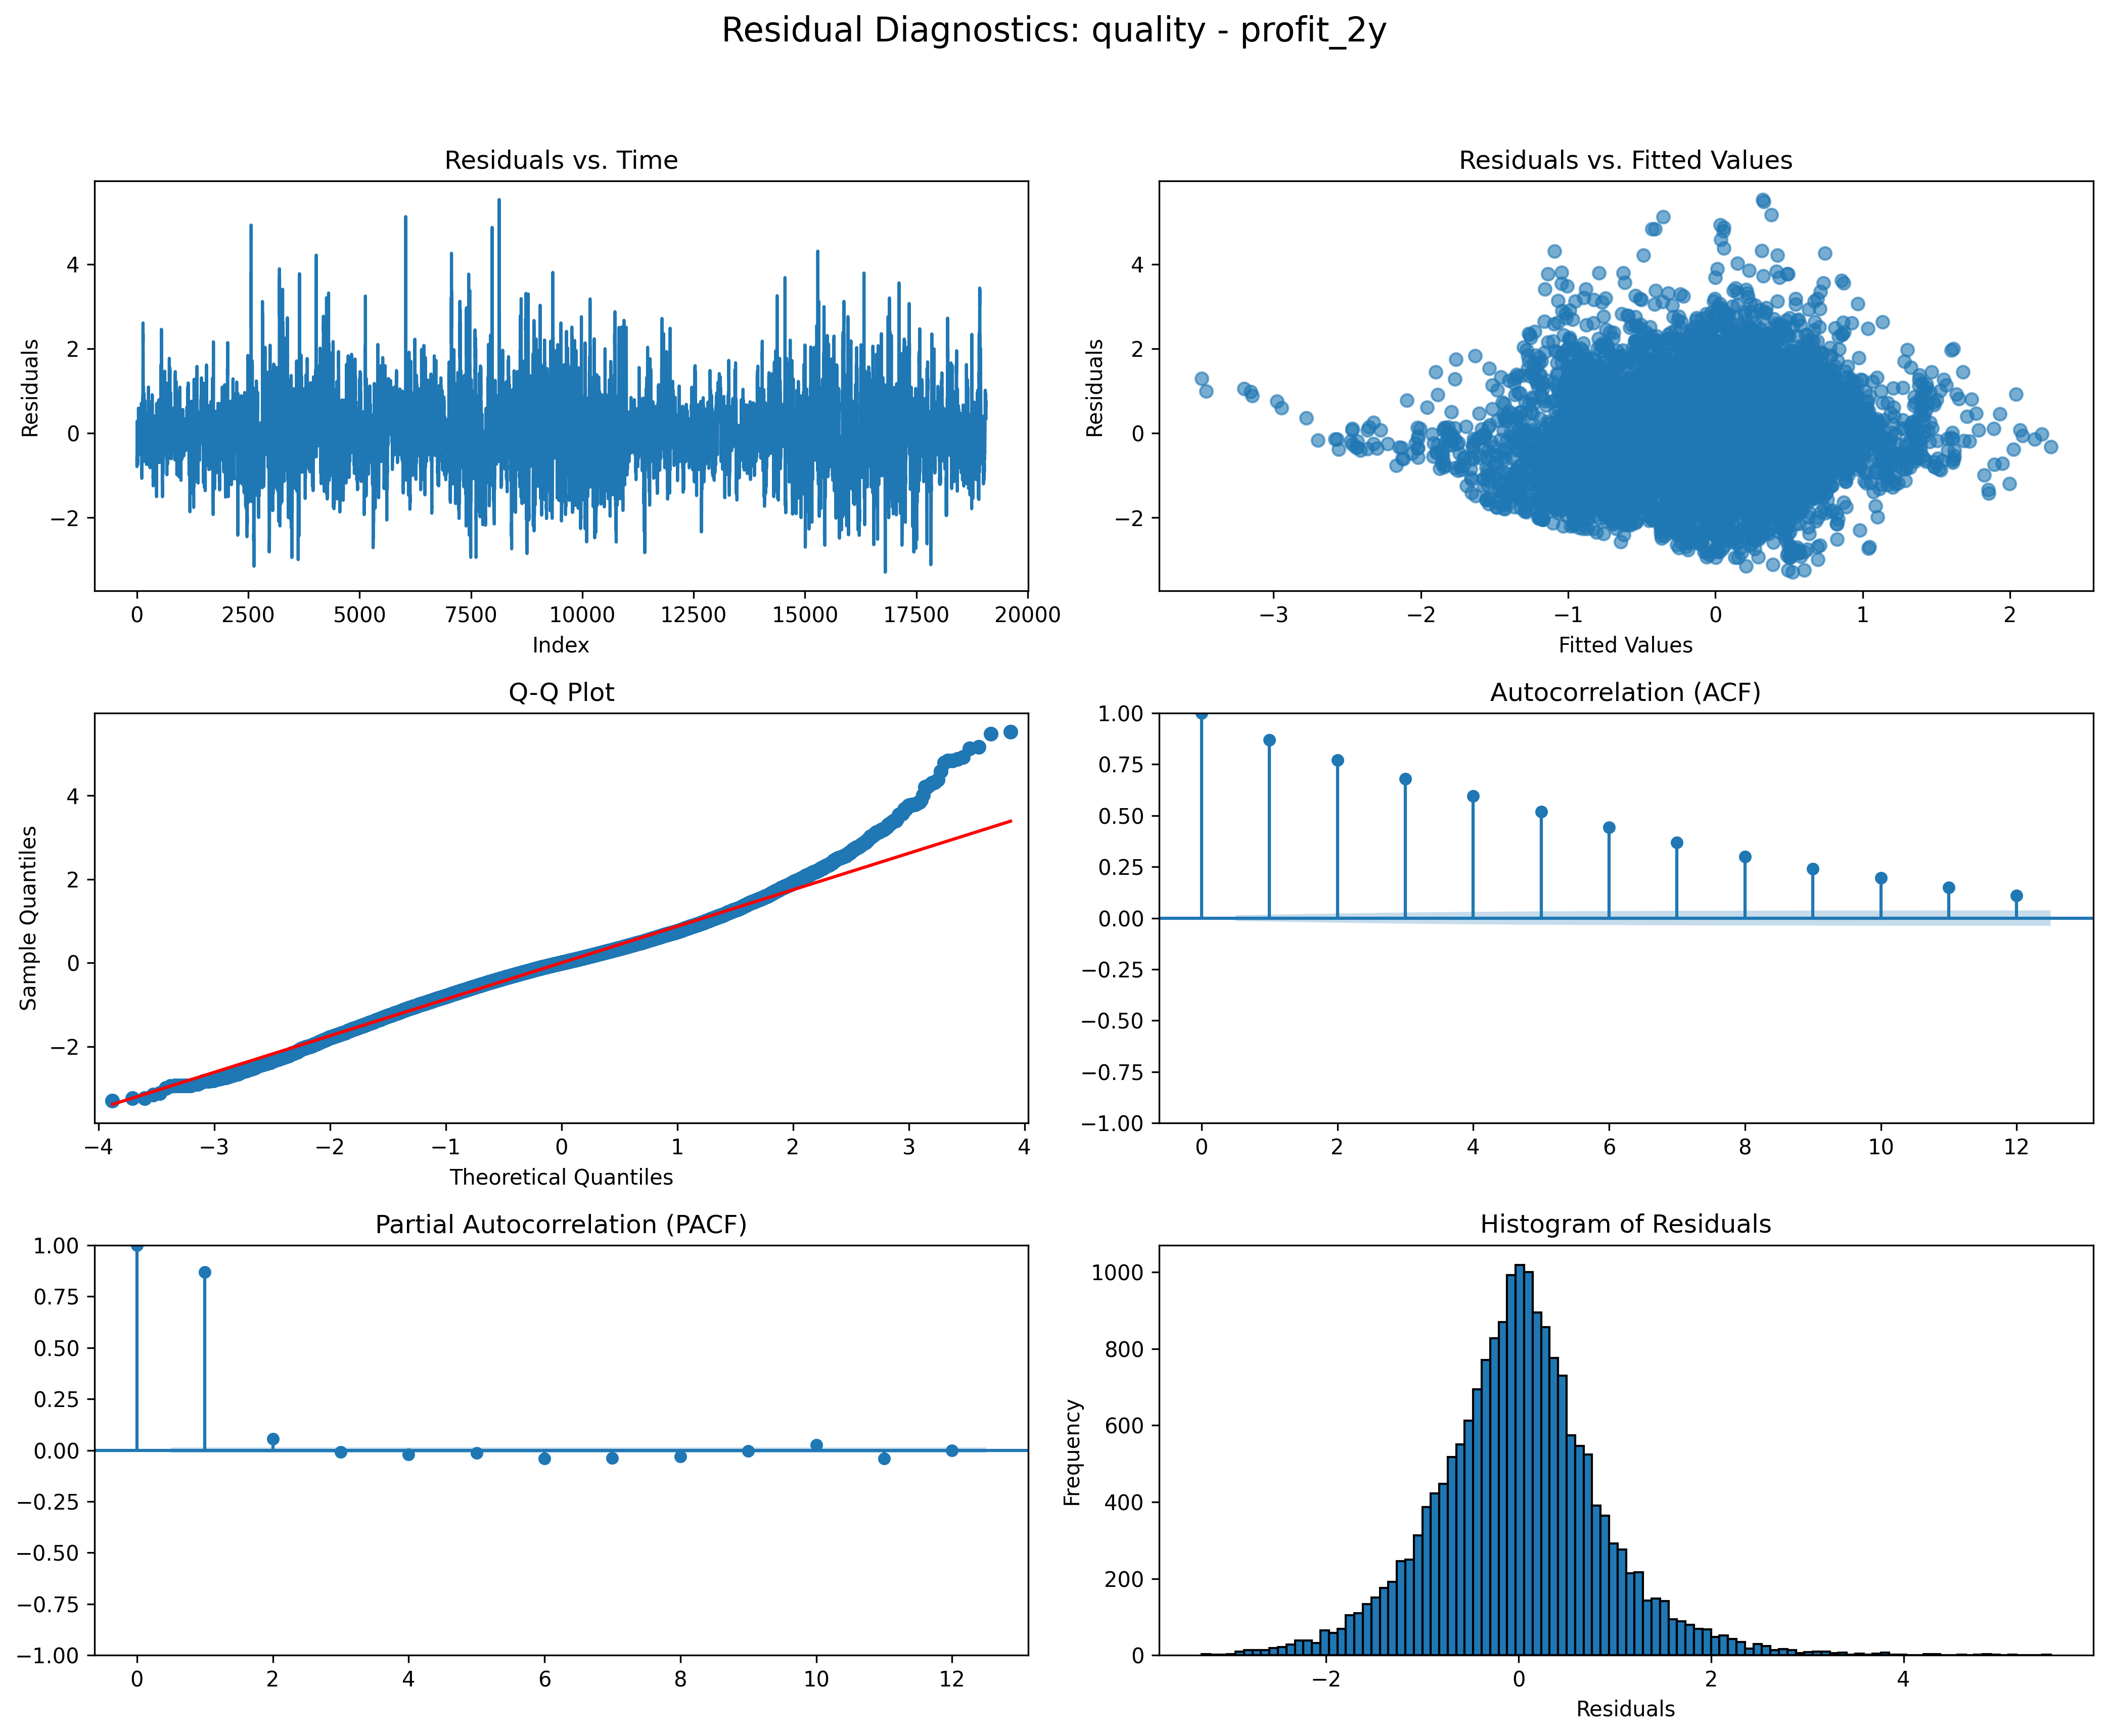 Residual Diagnostics: quality - profit_2y
Residuals vs. Time
Residuals
4
2
0
−2
0 2500 5000 7500 10000 12500 15000 17500 20000
Index
Residuals vs. Fitted Values
Residuals
4
2
0
−2
−3 −2 −1 0 1 2
Fitted Values
Q-Q Plot
Sample Quantiles
4
2
0
−2
−4 −3 −2 −1 0 1 2 3 4
Theoretical Quantiles
Autocorrelation (ACF)
1.00
0.75
0.50
0.25
0.00
−0.25
−0.50
−0.75
−1.00
0 2 4 6 8 10 12
Partial Autocorrelation (PACF)
1.00
0.75
0.50
0.25
0.00
−0.25
−0.50
−0.75
−1.00
0 2 4 6 8 10 12
Histogram of Residuals
Frequency
1000
800
600
400
200
0
−2 0 2 4
Residuals